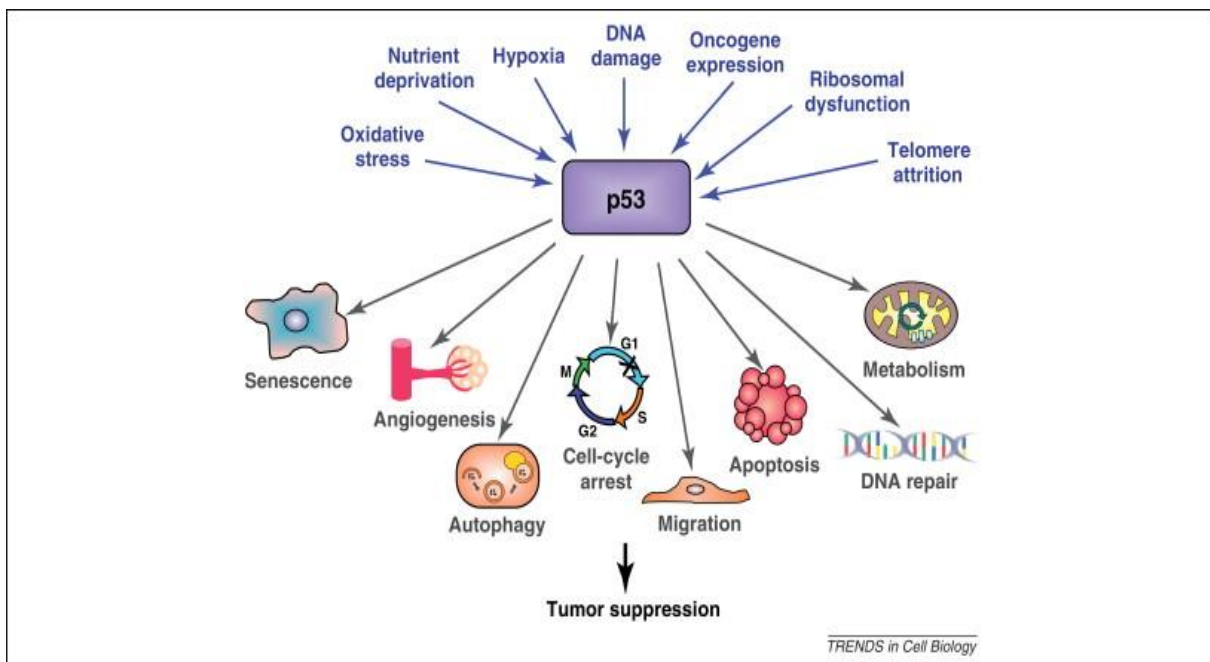 DNA
damage
Oncogene
expression
Hypoxia
Nutrient
deprivation
Ribosomal
dysfunction
Oxidative
stress
Telomere
attrition
p53
Senescence
Angiogenesis
Autophagy
G1
M
S
G2
Cell-cycle
arrest
Migration
Apoptosis
DNA repair
Metabolism
Tumor suppression
TRENDS in Cell Biology